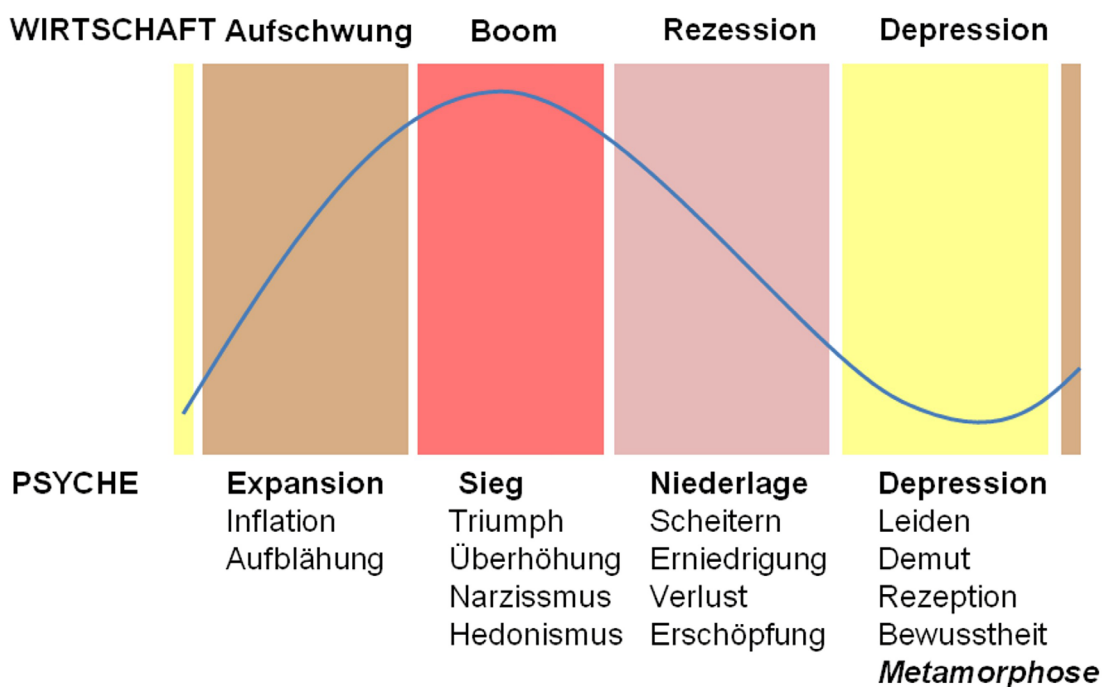 WIRTSCHAFT Aufschwung Boom Rezession Depression
PSYCHE Expansion Sieg Niederlage Depression
Inflation Triumph Scheitern Leiden
Aufblähung Überhöhung Erniedrigung Demut
Narzissmus Verlust Rezeption
Hedonismus Erschöpfung Bewusstheit
Metamorphose